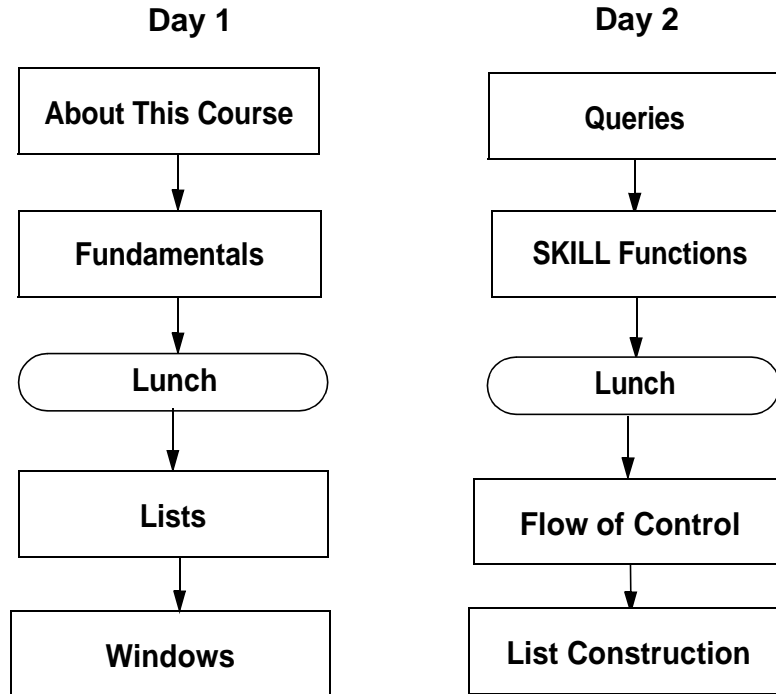 Day 1
About This Course
Fundamentals
Lunch
Lists
Windows
Day 2
Queries
SKILL Functions
Lunch
Flow of Control
List Construction